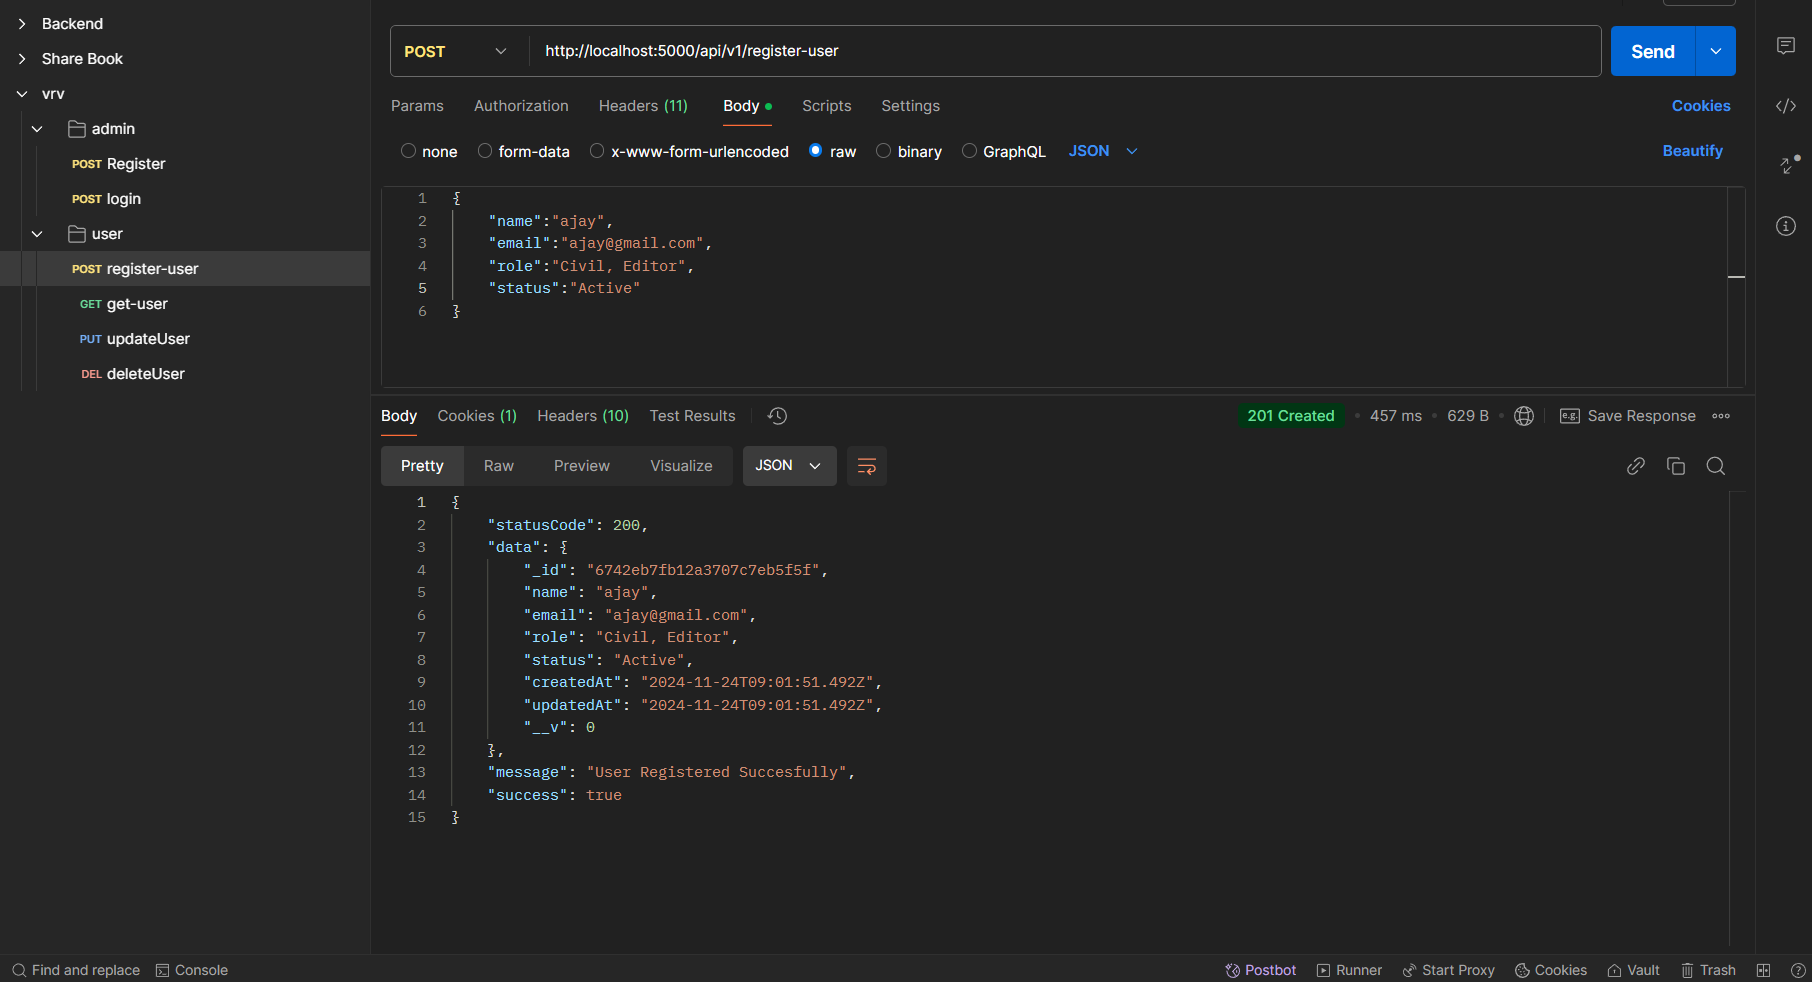 Backend
Share Book
vrv
admin
POST Register
POST login
user
POST register-user
GET get-user
PUT updateUser
DEL deleteUser
POST http://localhost:5000/api/v1/register-user Send
Params Authorization Headers (11) Body Scripts Settings Cookies
none form-data x-www-form-urlencoded raw binary GraphQL JSON Beautify
1 {
2 "name":"ajay",
3 "email":"ajay@gmail.com",
4 "role":"Civil, Editor",
5 "status":"Active"
6 }
Body Cookies (1) Headers (10) Test Results 201 Created 457 ms 629 B e.g. Save Response
Pretty Raw Preview Visualize JSON
1 {
2 "statusCode": 200,
3 "data": {
4 "_id": "6742eb7fb12a3707c7eb5f5f",
5 "name": "ajay",
6 "email": "ajay@gmail.com",
7 "role": "Civil, Editor",
8 "status": "Active",
9 "createdAt": "2024-11-24T09:01:51.492Z",
10 "updatedAt": "2024-11-24T09:01:51.492Z",
11 "__v": 0
12 },
13 "message": "User Registered Succesfully",
14 "success": true
15 }
Find and replace Console Postbot Runner Start Proxy Cookies Vault Trash